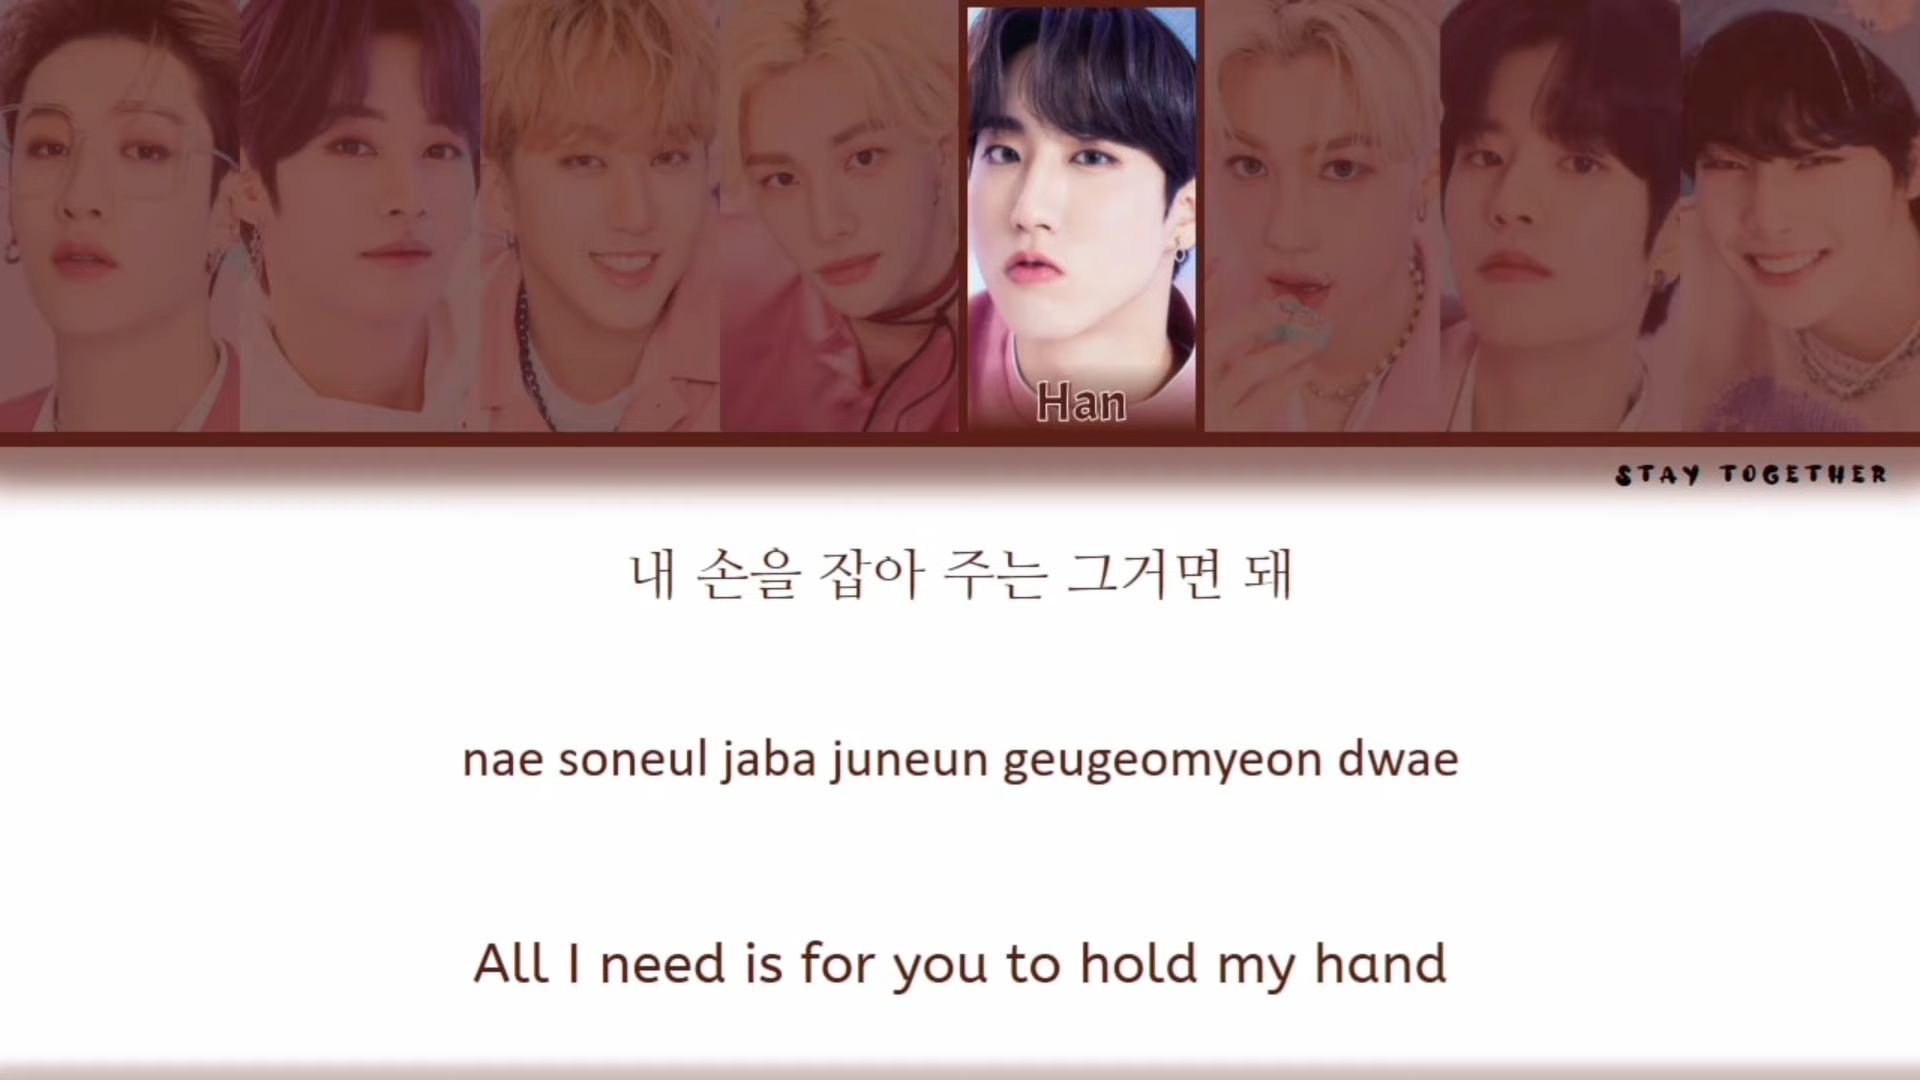 Han
STAY TOGETHER
내 손을 잡아 주는 그거면 돼
nae soneul jaba juneun geugeomyeon dwae
All I need is for you to hold my hand